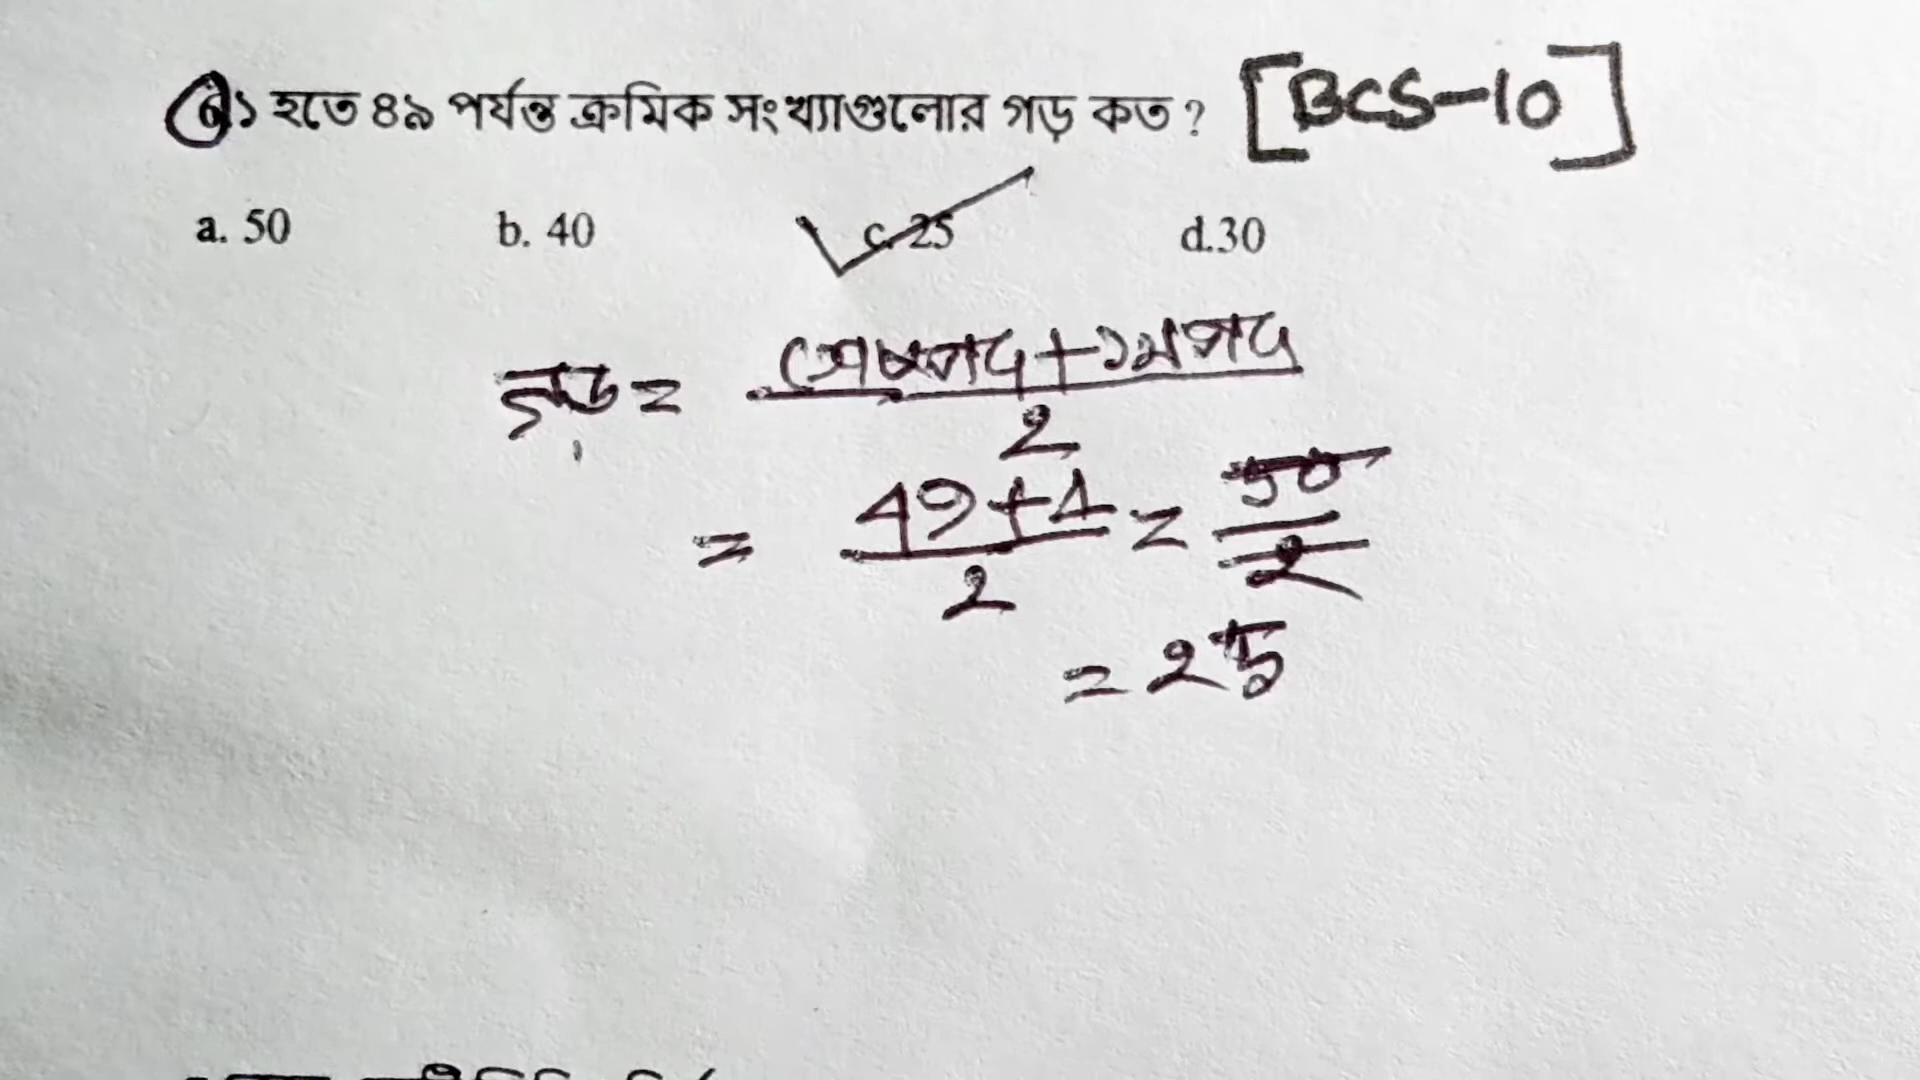 ১ হতে ৪৯ পর্যন্ত ক্রমিক সংখ্যাগুলোর গড় কত ? [BCS-10]
a. 50 b. 40 c. 25 d.30
গড় = শেষপদ+১মপদ
2
= 49+1 = 50
2 2
= 25